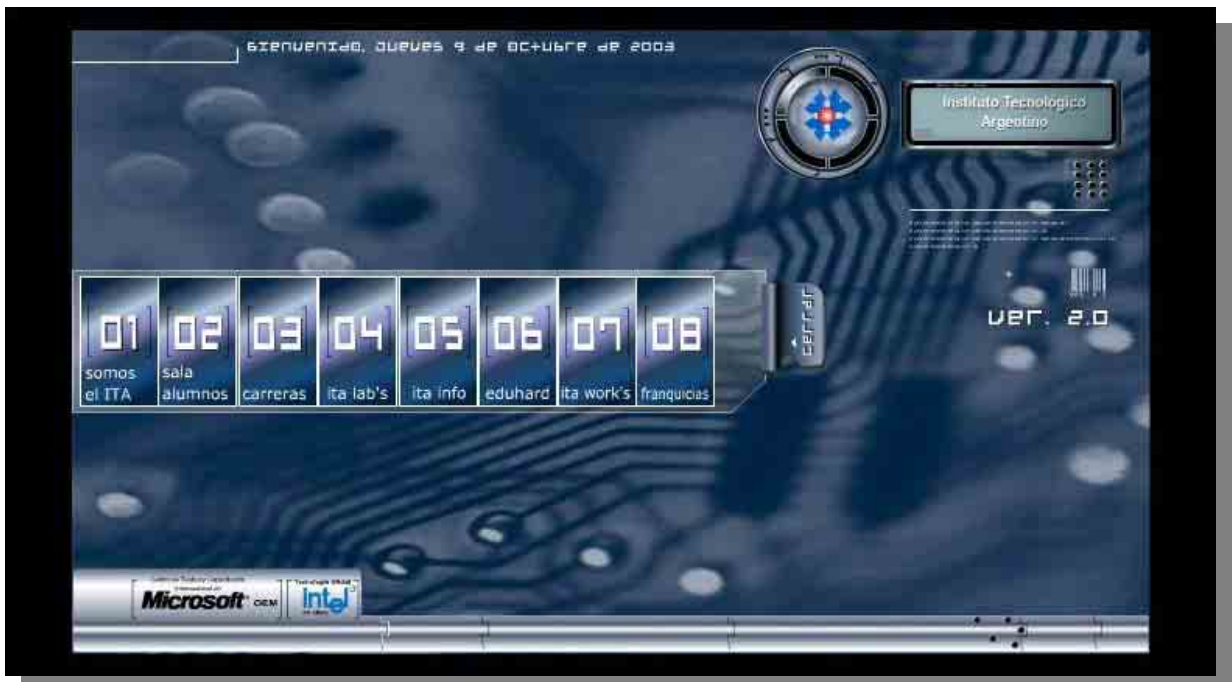 Bienvenido, jueves 9 de octubre de 2003
Instituto Tecnológico
Argentino
ver. 2.0
cerrar
01
somos
el ITA
02
sala
alumnos
03
carreras
04
ita lab's
05
ita info
06
eduhard
07
ita work's
08
franquicias
Microsoft OEM
intel